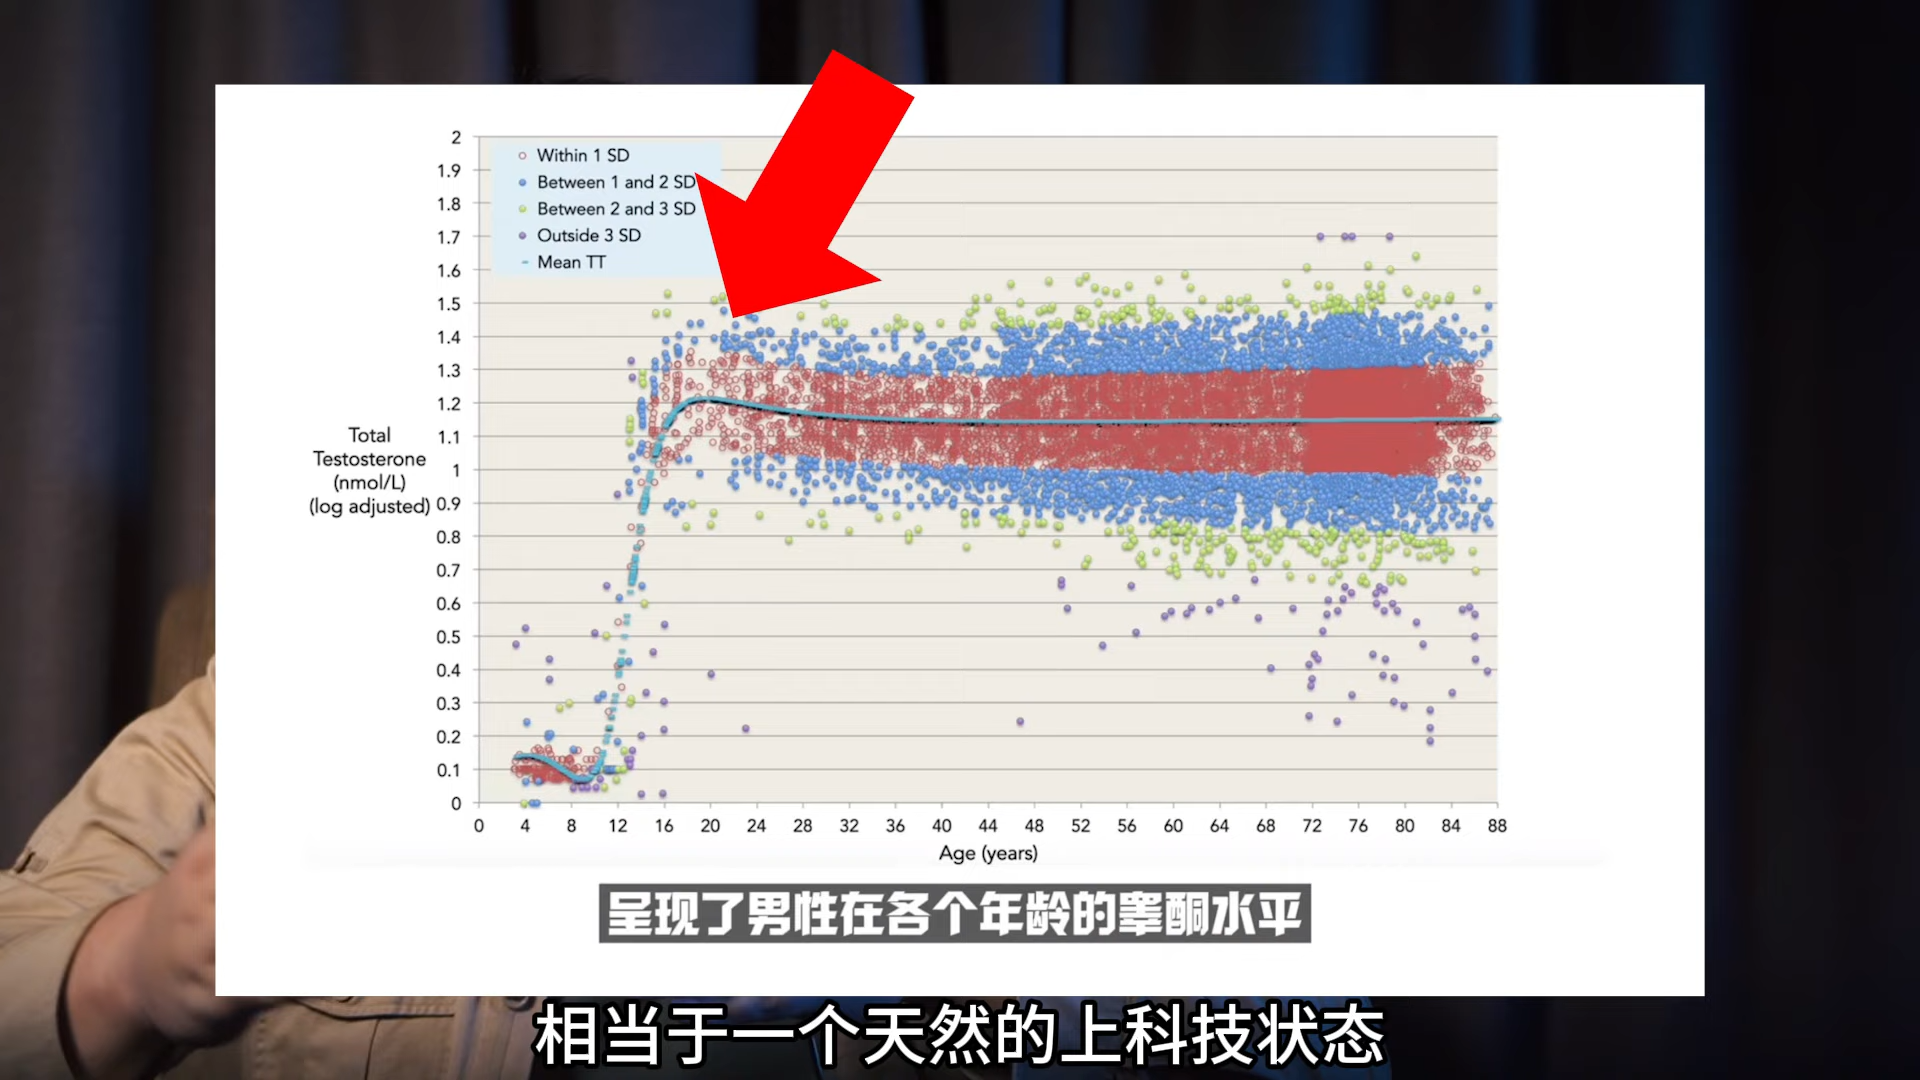 Within 1 SD
Between 1 and 2 SD
Between 2 and 3 SD
Outside 3 SD
Mean TT
2
1.9
1.8
1.7
1.6
1.5
1.4
1.3
1.2
1.1
1
0.9
0.8
0.7
0.6
0.5
0.4
0.3
0.2
0.1
0
Total
Testosterone
(nmol/L)
(log adjusted)
0 4 8 12 16 20 24 28 32 36 40 44 48 52 56 60 64 68 72 76 80 84 88
Age (years)
呈现了男性在各个年龄的睾酮水平
相当于一个天然的上科技状态